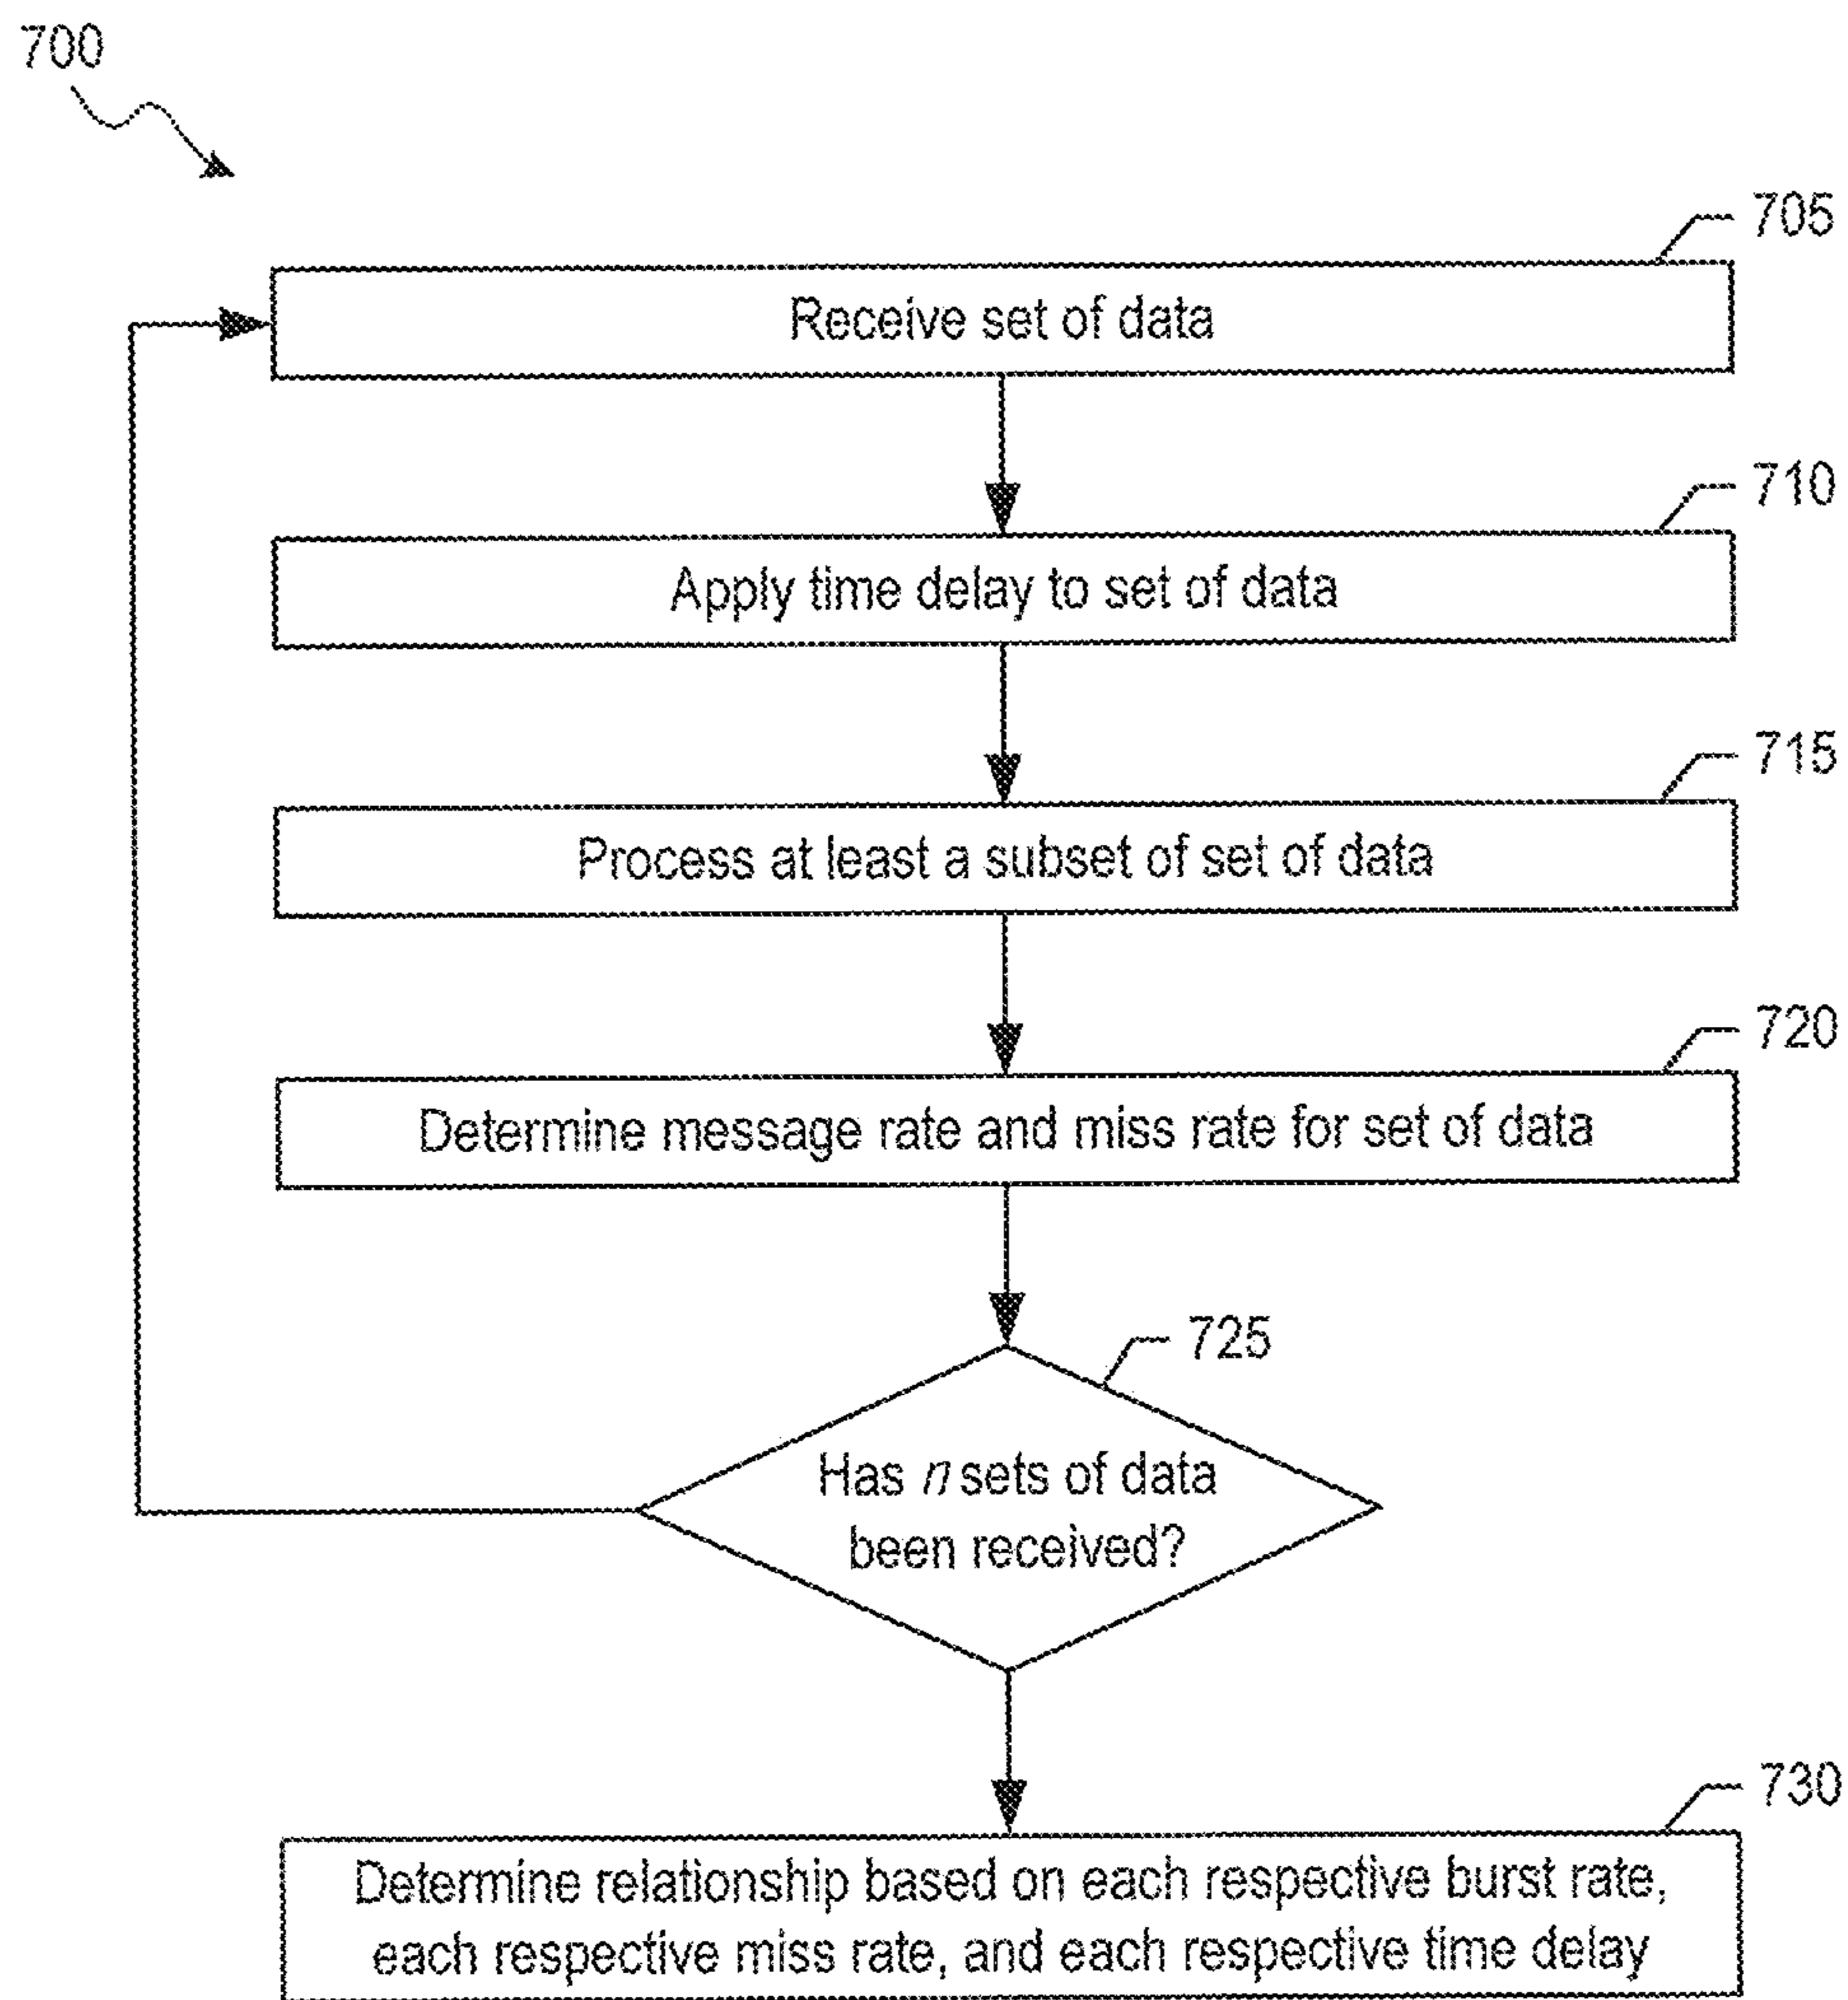 700
705
Receive set of data
710
Apply time delay to set of data
715
Process at least a subset of set of data
720
Determine message rate and miss rate for set of data
725
Has n sets of data
been received?
730
Determine relationship based on each respective burst rate,
each respective miss rate, and each respective time delay